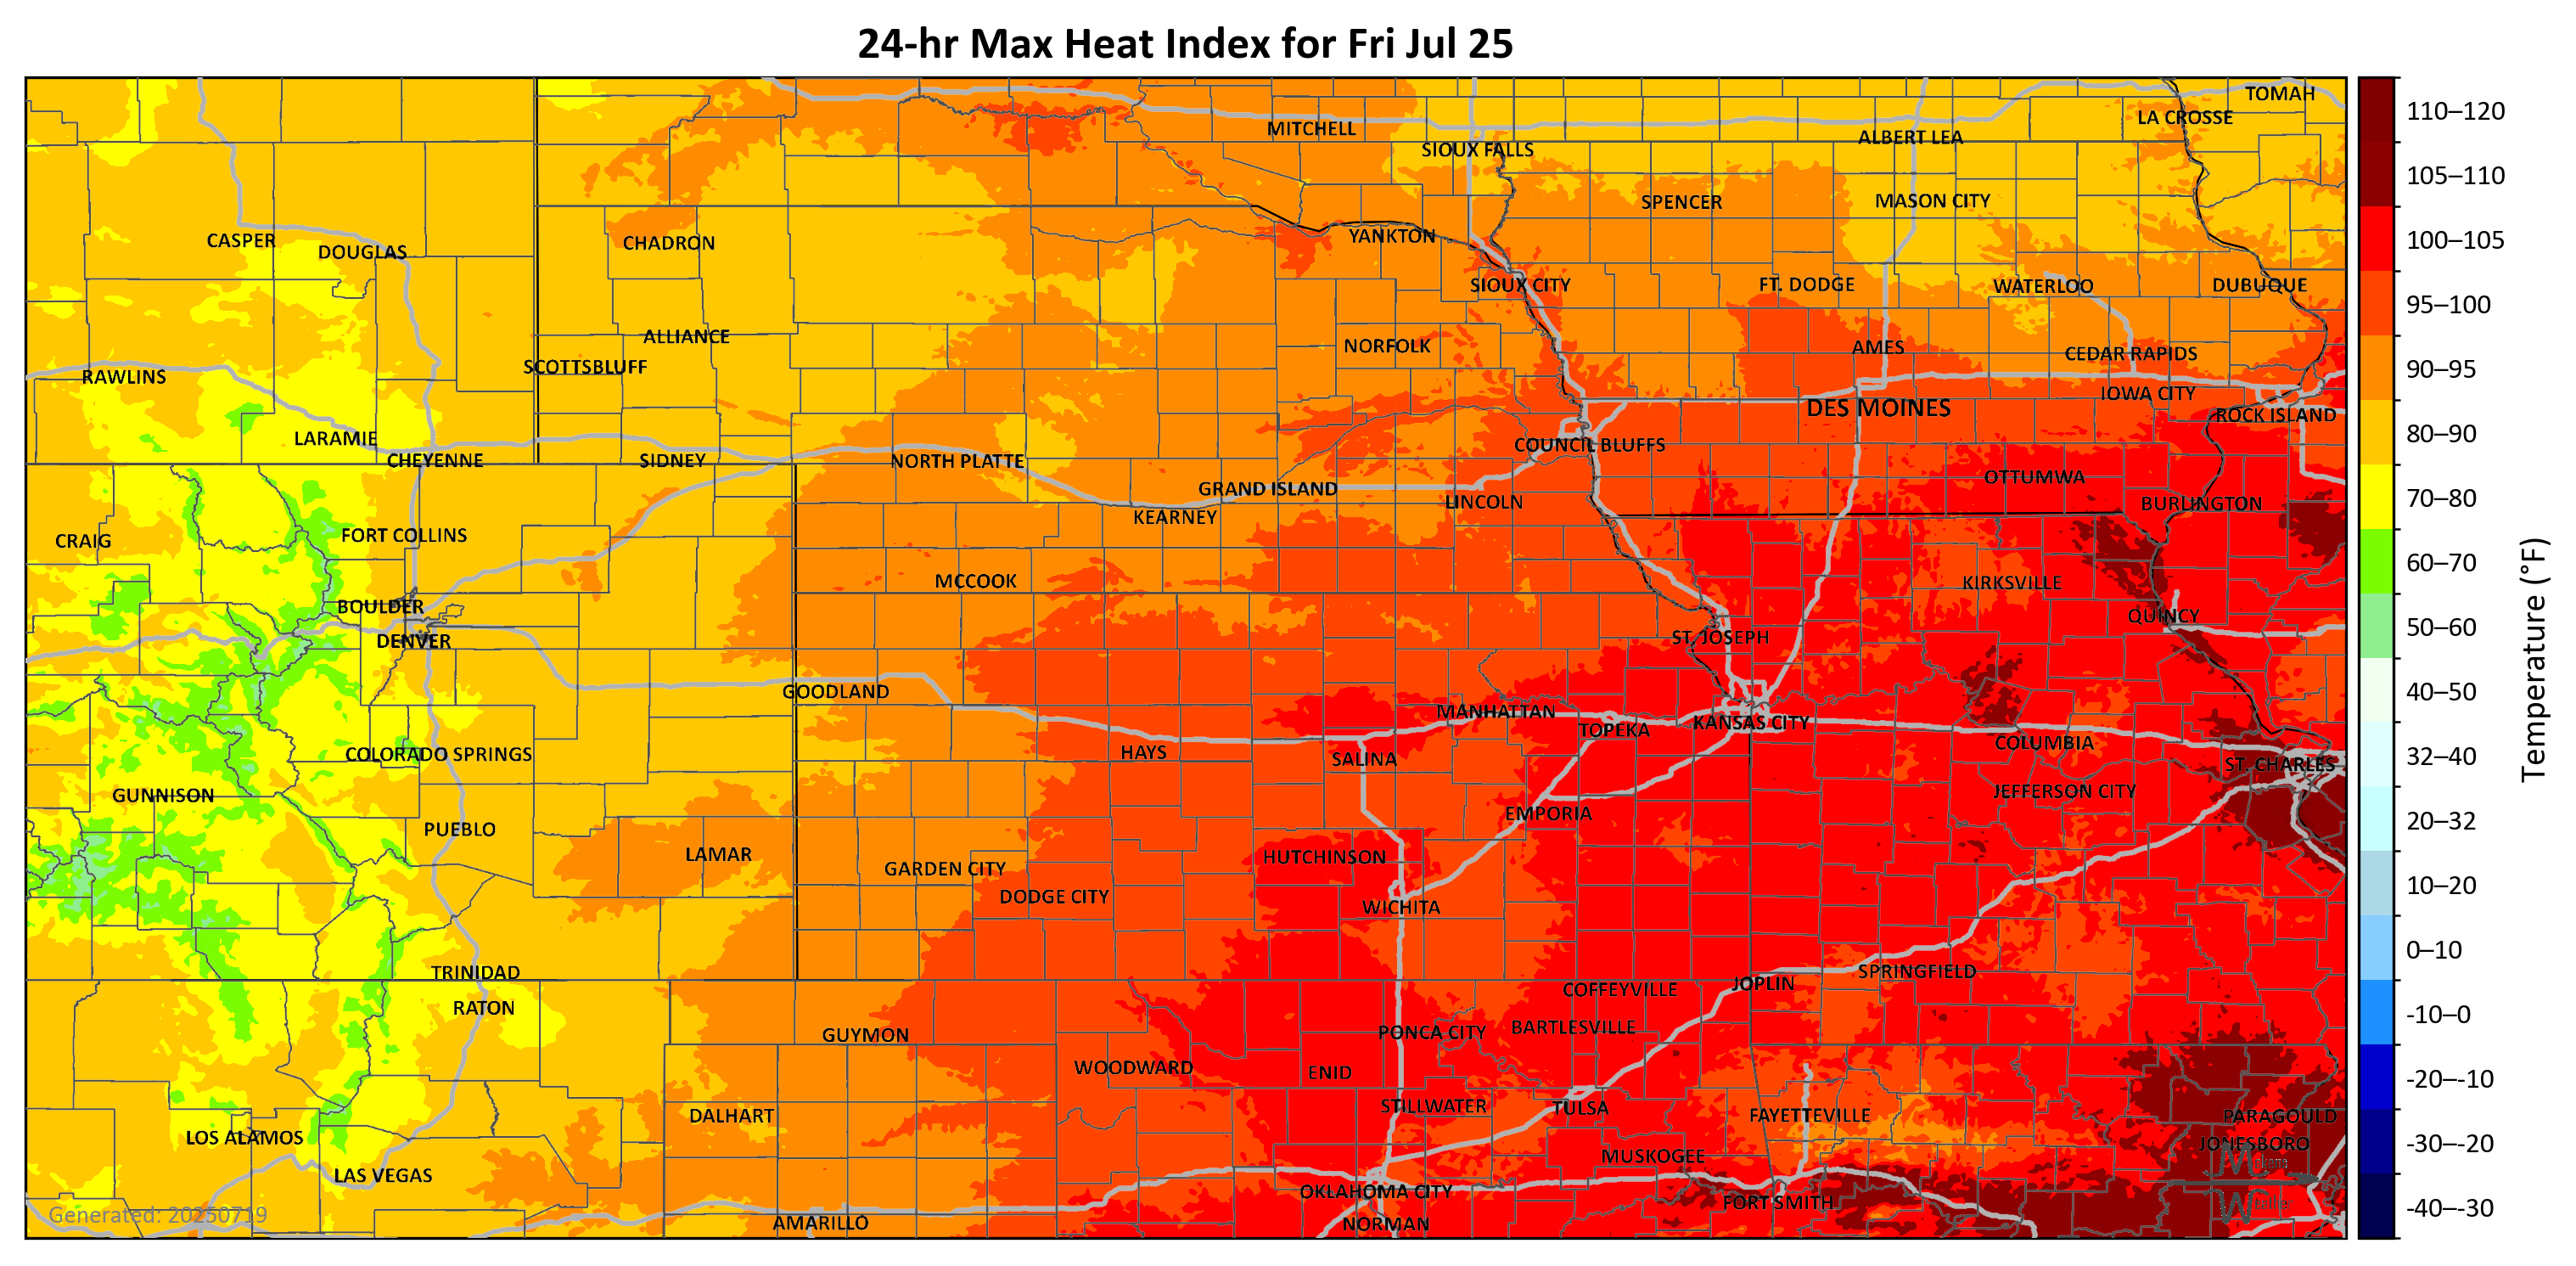 24-hr Max Heat Index for Fri Jul 25
TOMAH
LA CROSSE
MITCHELL
ALBERT LEA
SIOUX FALLS
SPENCER
MASON CITY
YANKTON
CASPER
CHADRON
DOUGLAS
SIOUX CITY
FT. DODGE
WATERLOO
DUBUQUE
ALLIANCE
NORFOLK
AMES
CEDAR RAPIDS
SCOTTSBLUFF
RAWLINS
IOWA CITY
DES MOINES
ROCK ISLAND
LARAMIE
COUNCIL BLUFFS
CHEYENNE
SIDNEY
NORTH PLATTE
OTTUMWA
GRAND ISLAND
LINCOLN
BURLINGTON
KEARNEY
FORT COLLINS
CRAIG
MCCOOK
KIRKSVILLE
BOULDER
QUINCY
DENVER
ST. JOSEPH
GOODLAND
MANHATTAN
KANSAS CITY
TOPEKA
COLUMBIA
COLORADO SPRINGS
HAYS
SALINA
ST. CHARLES
GUNNISON
JEFFERSON CITY
EMPORIA
PUEBLO
LAMAR
HUTCHINSON
GARDEN CITY
DODGE CITY
WICHITA
TRINIDAD
SPRINGFIELD
JOPLIN
COFFEYVILLE
RATON
BARTLESVILLE
PONCA CITY
GUYMON
WOODWARD
ENID
STILLWATER
TULSA
DALHART
FAYETTEVILLE
PARAGOULD
LOS ALAMOS
JONESBORO
MUSKOGEE
LAS VEGAS
OKLAHOMA CITY
FORT SMITH
AMARILLO
NORMAN
Generated: 20250719
110–120
105–110
100–105
95–100
90–95
80–90
70–80
60–70
50–60
40–50
32–40
20–32
10–20
0–10
-10–0
-20–-10
-30–-20
-40–-30
Temperature (°F)